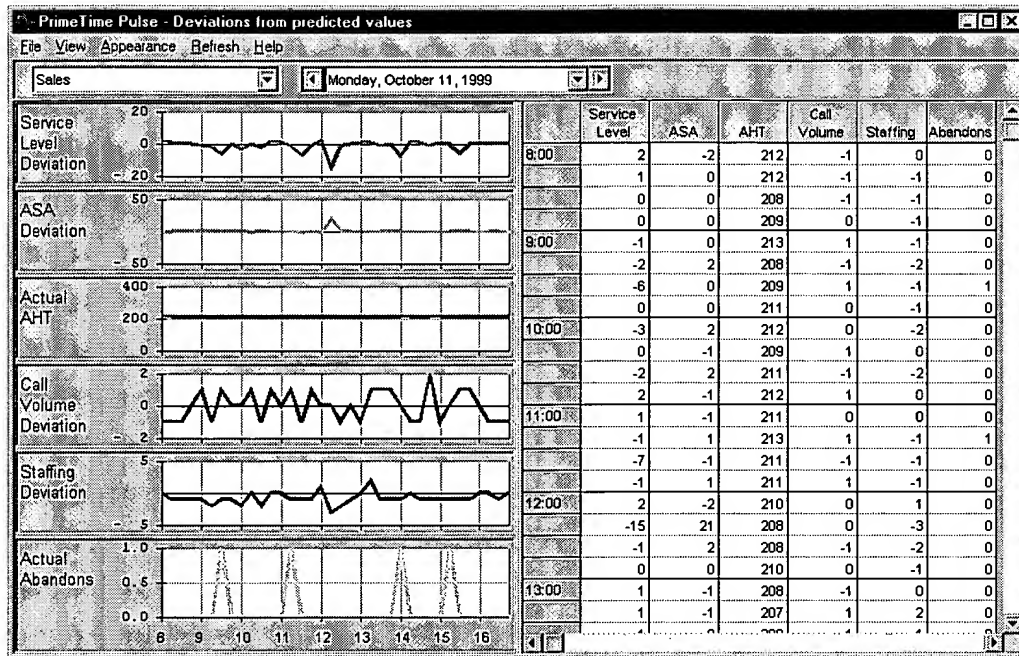 PrimeTime Pulse - Deviations from predicted values
File View Appearance Refresh Help
Sales
Monday, October 11, 1999
Service Level Deviation
20
0
- 20
ASA Deviation
50
- 50
Actual AHT
400
200
0
Call Volume Deviation
2
0
- 2
Staffing Deviation
5
- 5
Actual Abandons
1.0
0.5
0.0
6 9 10 11 12 13 14 15 16
Service Level ASA AHT Call Volume Staffing Abandons
8:00 2 -2 212 -1 0 0
1 0 212 -1 -1 0
0 0 208 -1 -1 0
0 0 209 0 -1 0
9:00 -1 0 213 1 -1 0
-2 2 208 -1 -2 0
-6 0 209 1 -1 1
0 0 211 0 -1 0
10:00 -3 2 212 0 -2 0
0 -1 209 1 0 0
-2 2 211 -1 -2 0
2 -1 212 1 0 0
11:00 1 -1 211 0 0 0
-1 1 213 1 -1 1
-7 -1 211 -1 -1 0
-1 1 211 1 -1 0
12:00 2 -2 210 0 1 0
-15 21 208 0 -3 0
-1 2 208 -1 -2 0
0 0 210 0 -1 0
13:00 1 -1 208 -1 0 0
1 -1 207 1 2 0